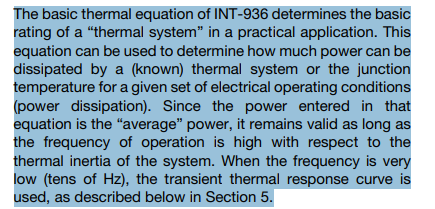 The basic thermal equation of INT-936 determines the basic
rating of a “thermal system” in a practical application. This
equation can be used to determine how much power can be
dissipated by a (known) thermal system or the junction
temperature for a given set of electrical operating conditions
(power dissipation). Since the power entered in that
equation is the “average” power, it remains valid as long as
the frequency of operation is high with respect to the
thermal inertia of the system. When the frequency is very
low (tens of Hz), the transient thermal response curve is
used, as described below in Section 5.